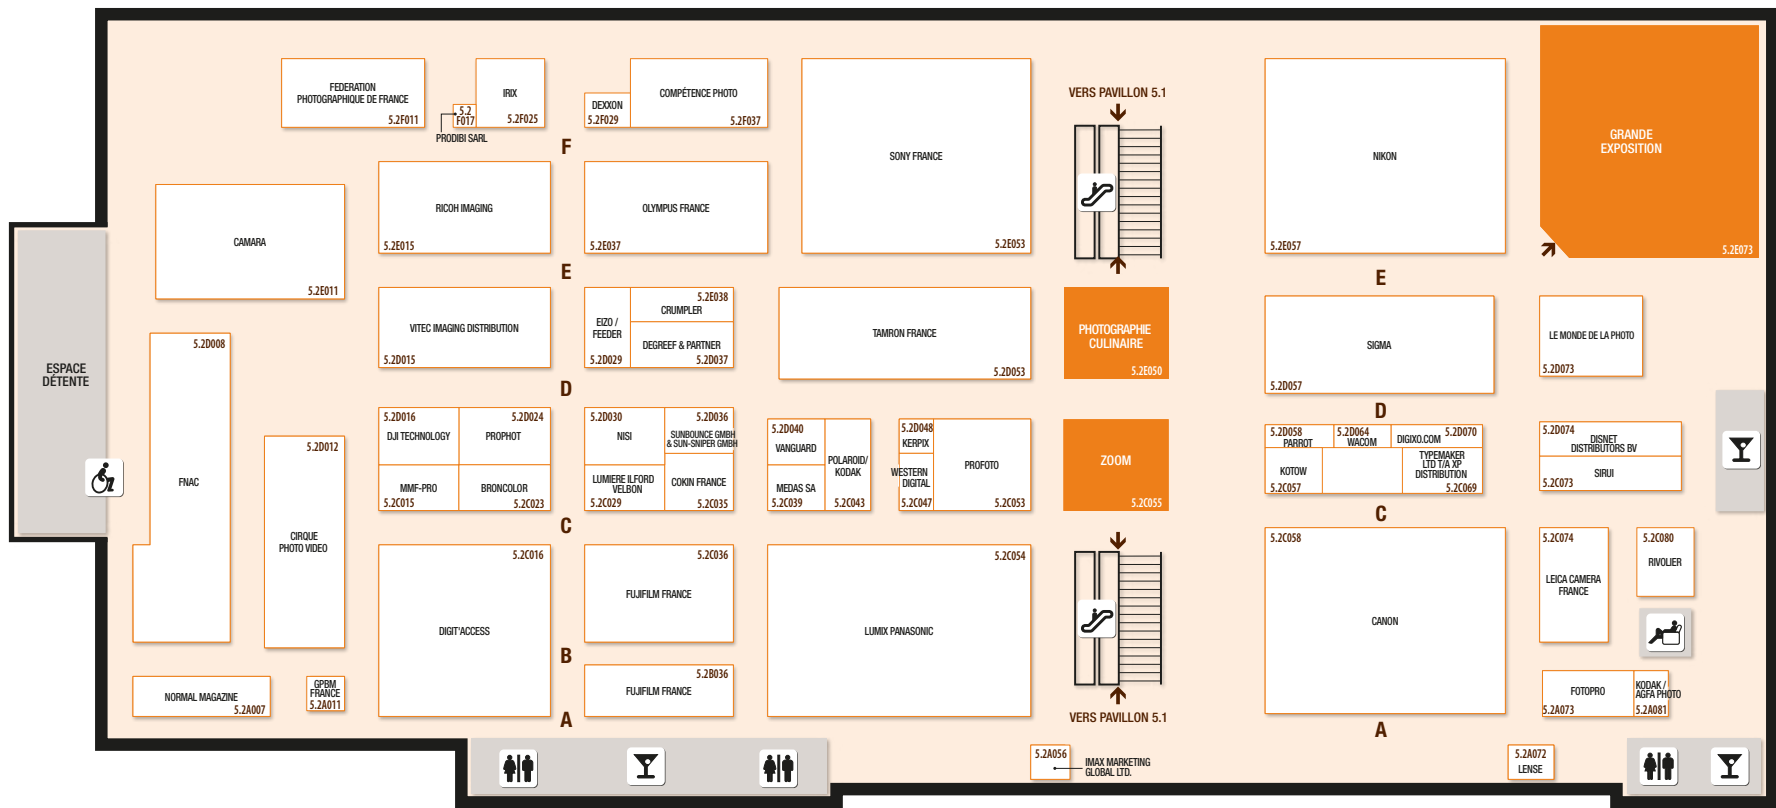 VERS PAVILLON 5.1
FEDERATION
PHOTOGRAPHIQUE DE FRANCE
5.2F011
5.2
F017
PRODIBI SARL
IRIX
5.2F025
DEXXON
5.2F029
COMPÉTENCE PHOTO
5.2F037
F
SONY FRANCE
5.2E053
NIKON
5.2E057
GRANDE
EXPOSITION
5.2E073
CAMARA
5.2E011
RICOH IMAGING
5.2E015
OLYMPUS FRANCE
5.2E037
E
E
ESPACE
DÉTENTE
5.2D008
FNAC
VITEC IMAGING DISTRIBUTION
5.2D015
EIZO /
FEEDER
5.2D029
5.2E038
CRUMPLER
DEGREEF & PARTNER
5.2D037
TAMRON FRANCE
5.2D053
PHOTOGRAPHIE
CULINAIRE
5.2E050
SIGMA
5.2D057
LE MONDE DE LA PHOTO
5.2D073
D
D
5.2D012
CIRQUE
PHOTO VIDEO
5.2D016
DJI TECHNOLOGY
5.2D024
PROPHOT
MMF-PRO
5.2C015
BRONCOLOR
5.2C023
5.2D030
NISI
5.2D036
SUNBOUNCE GMBH
& SUN-SNIPER GMBH
LUMIERE ILFORD
VELBON
5.2C029
COKIN FRANCE
5.2C035
5.2D040
VANGUARD
MEDAS SA
5.2C039
POLAROID/
KODAK
5.2C043
5.2D048
KERPIX
WESTERN
DIGITAL
5.2C047
PROFOTO
5.2C053
ZOOM
5.2C055
5.2D058
PARROT
5.2D064
WACOM
5.2D070
DIGIXO.COM
KOTOW
5.2C057
TYPEMAKER
LTD T/A XP
DISTRIBUTION
5.2C069
5.2D074
DISNET
DISTRIBUTORS BV
SIRUI
5.2C073
C
C
5.2C016
DIGIT'ACCESS
5.2C036
FUJIFILM FRANCE
5.2C054
LUMIX PANASONIC
5.2C058
CANON
5.2C074
LEICA CAMERA
FRANCE
5.2C080
RIVOLIER
B
NORMAL MAGAZINE
5.2A007
GPBM
FRANCE
5.2A011
5.2B036
FUJIFILM FRANCE
FOTOPRO
5.2A073
KODAK /
AGFA PHOTO
5.2A081
A
VERS PAVILLON 5.1
A
5.2A056
IMAX MARKETING
GLOBAL LTD.
5.2A072
LENSE